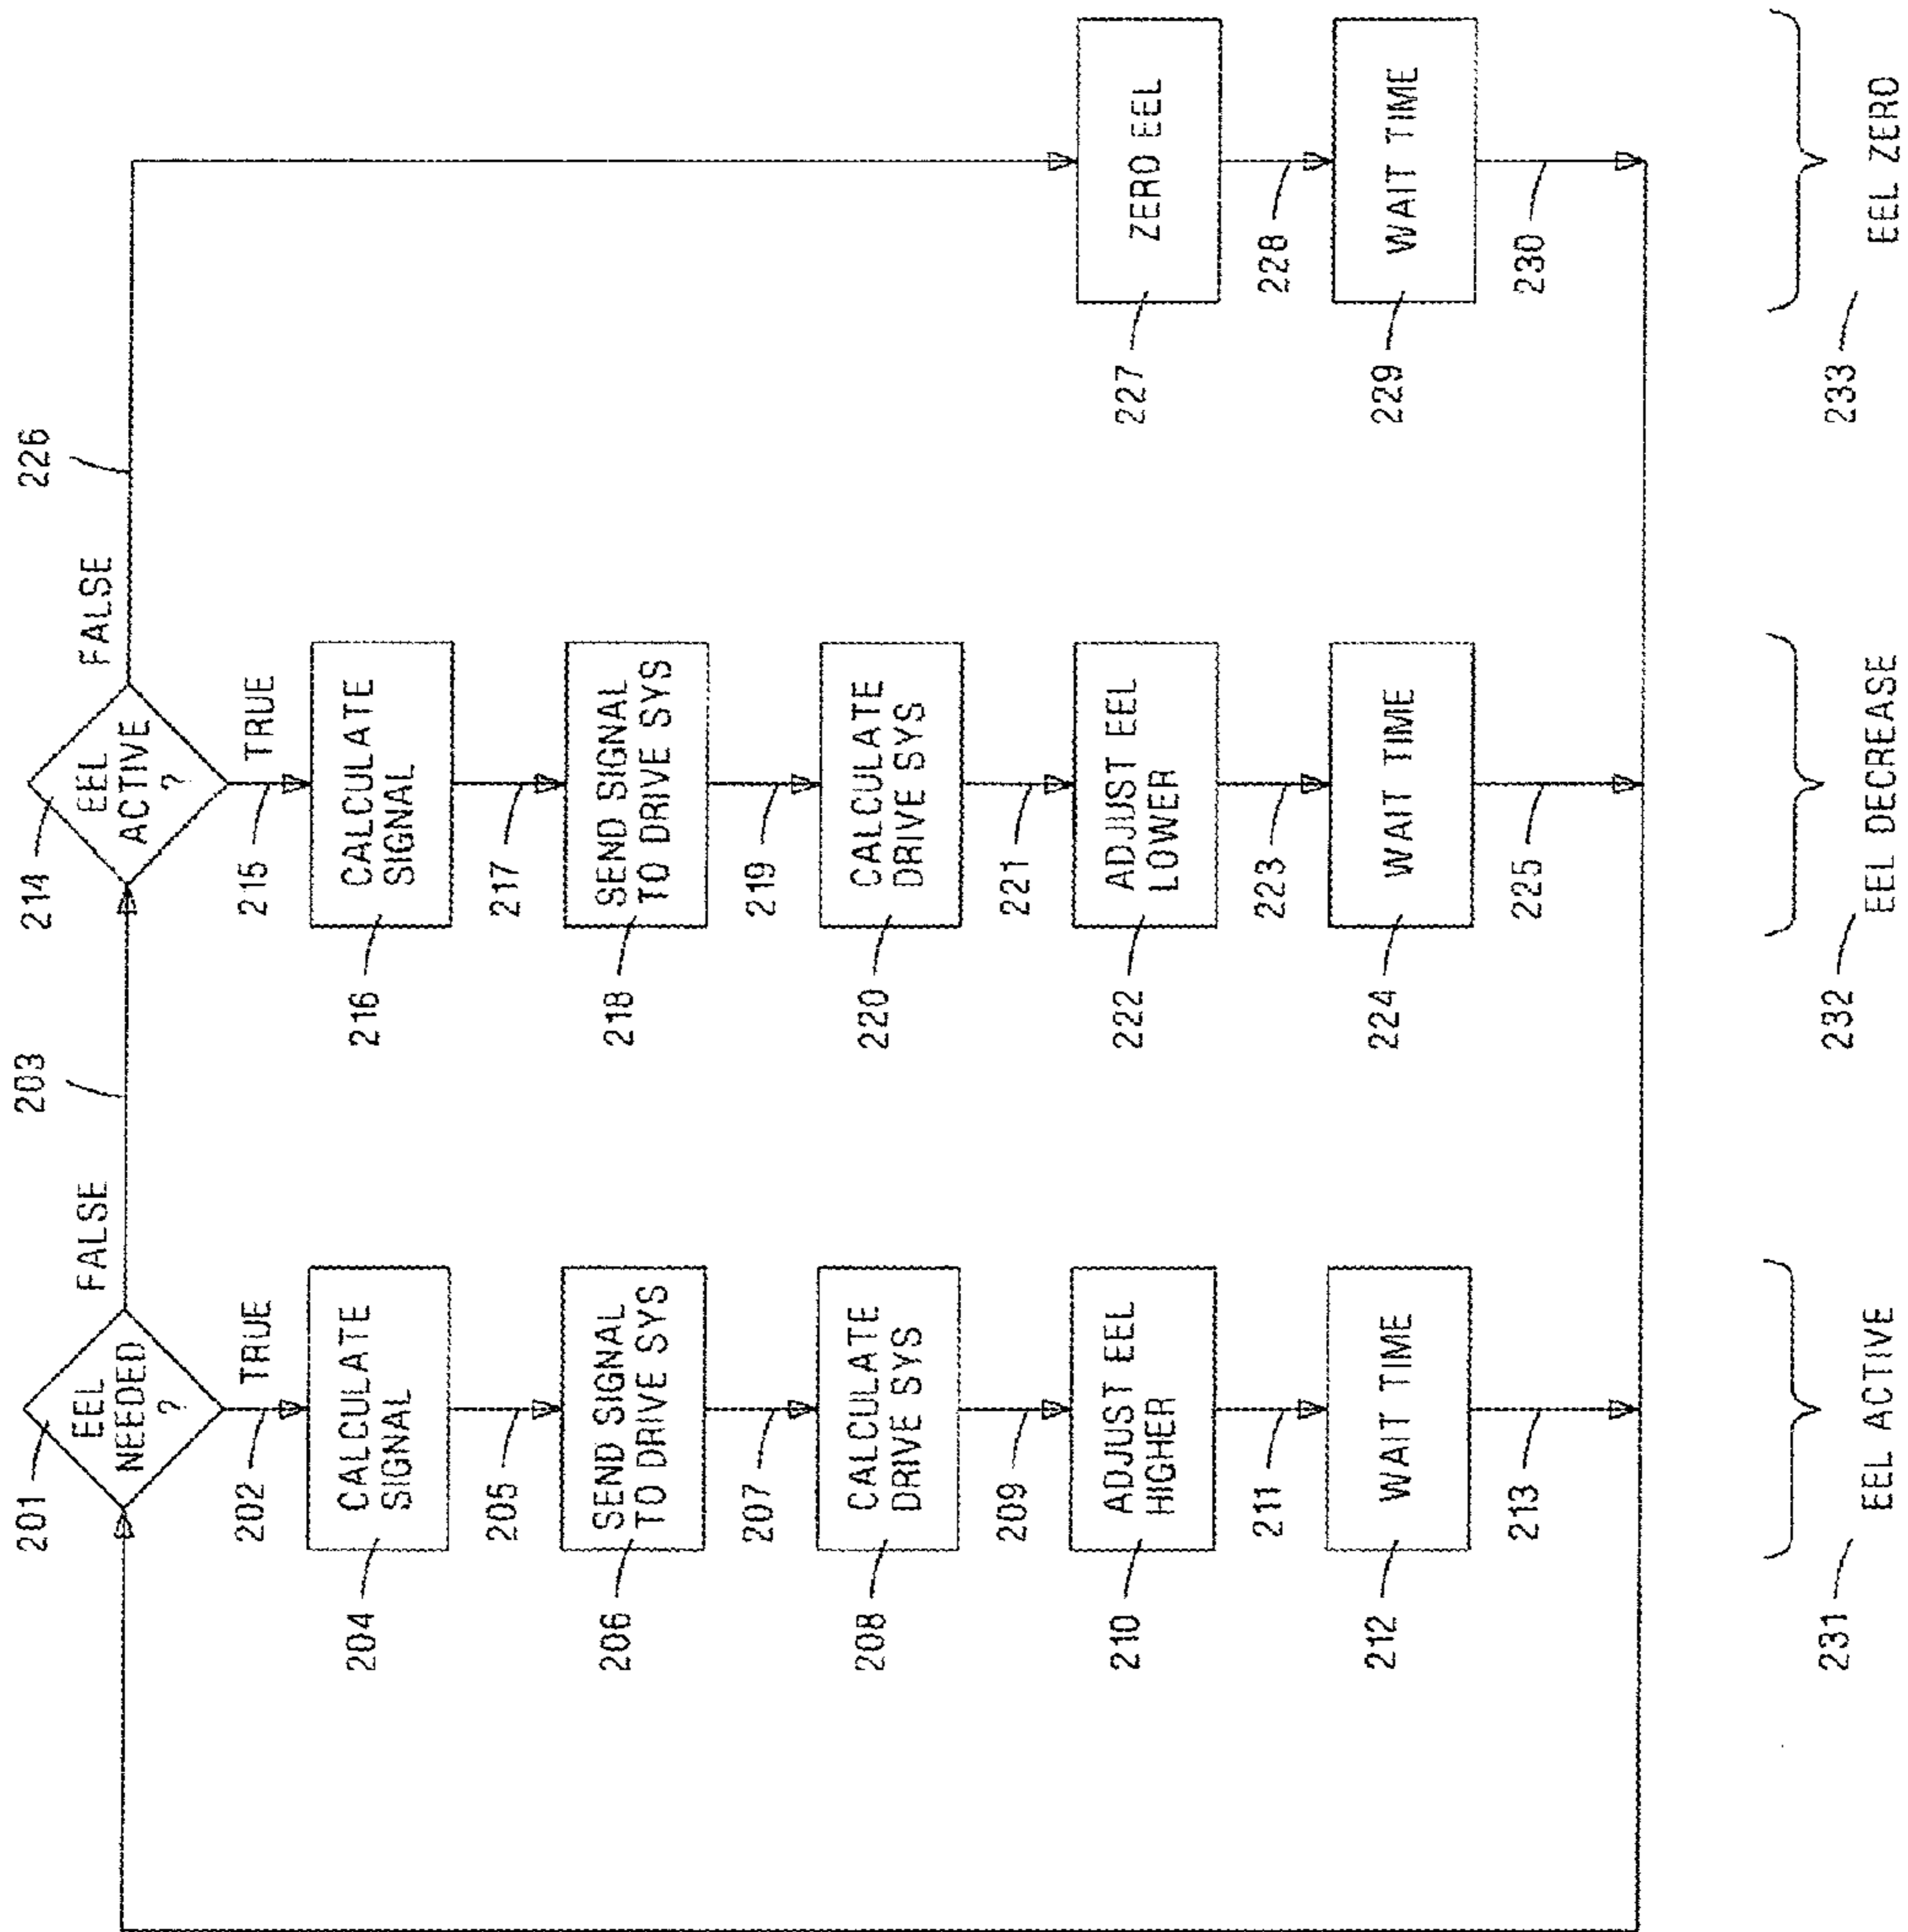 201
EEL
NEEDED
?
FALSE
203
214
EEL
ACTIVE
?
FALSE
226
202
TRUE
204
CALCULATE
SIGNAL
205
206
SEND SIGNAL
TO DRIVE SYS
207
208
CALCULATE
DRIVE SYS
209
210
ADJUST EEL
HIGHER
211
212
WAIT TIME
213
231
EEL ACTIVE
215
TRUE
216
CALCULATE
SIGNAL
217
218
SEND SIGNAL
TO DRIVE SYS
219
220
CALCULATE
DRIVE SYS
221
222
ADJUST EEL
LOWER
223
224
WAIT TIME
225
232
EEL DECREASE
227
ZERO EEL
228
229
WAIT TIME
230
233
EEL ZERO